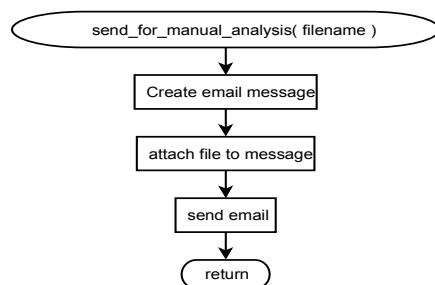 send_for_manual_analysis( filename )
Create email message
attach file to message
send email
return